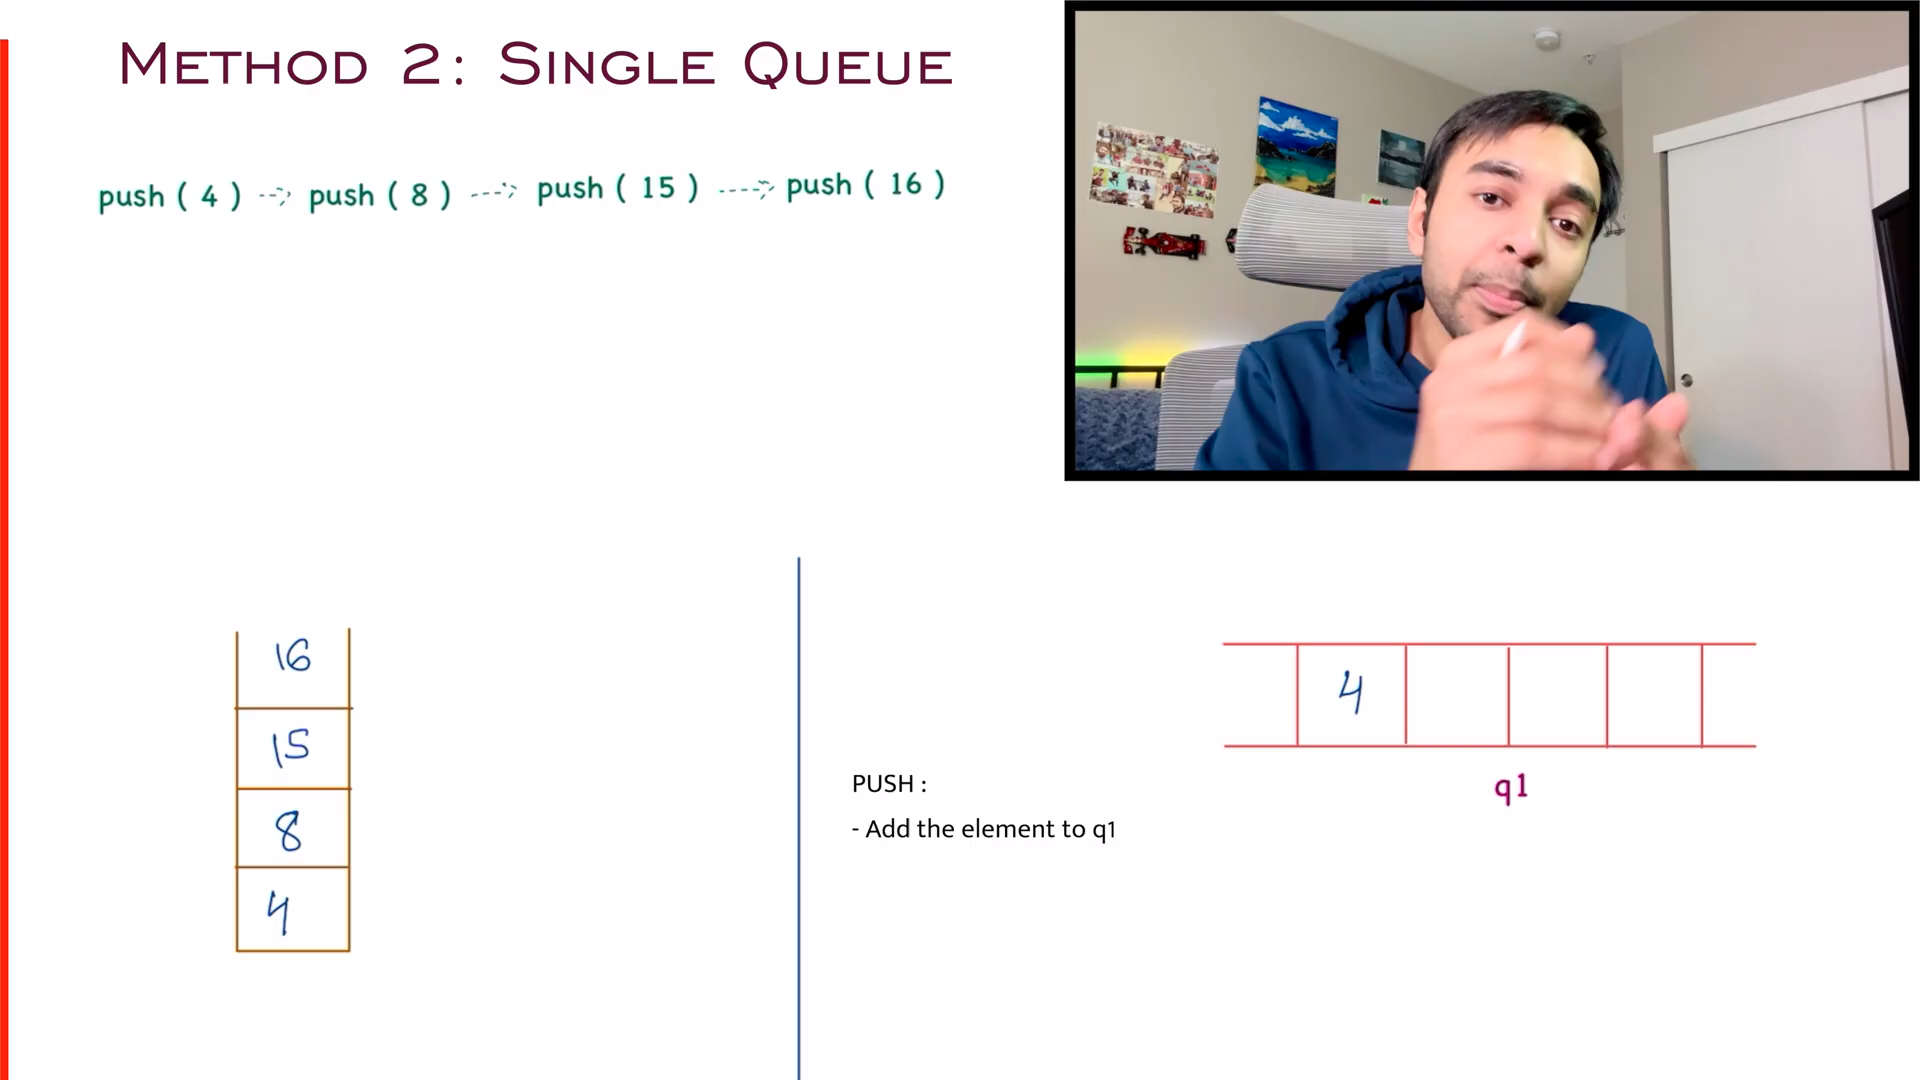 METHOD 2: SINGLE QUEUE
push ( 4 ) ---> push ( 8 ) ----> push ( 15 ) ----> push ( 16 )
16
15
8
4
4
q1
PUSH :
- Add the element to q1